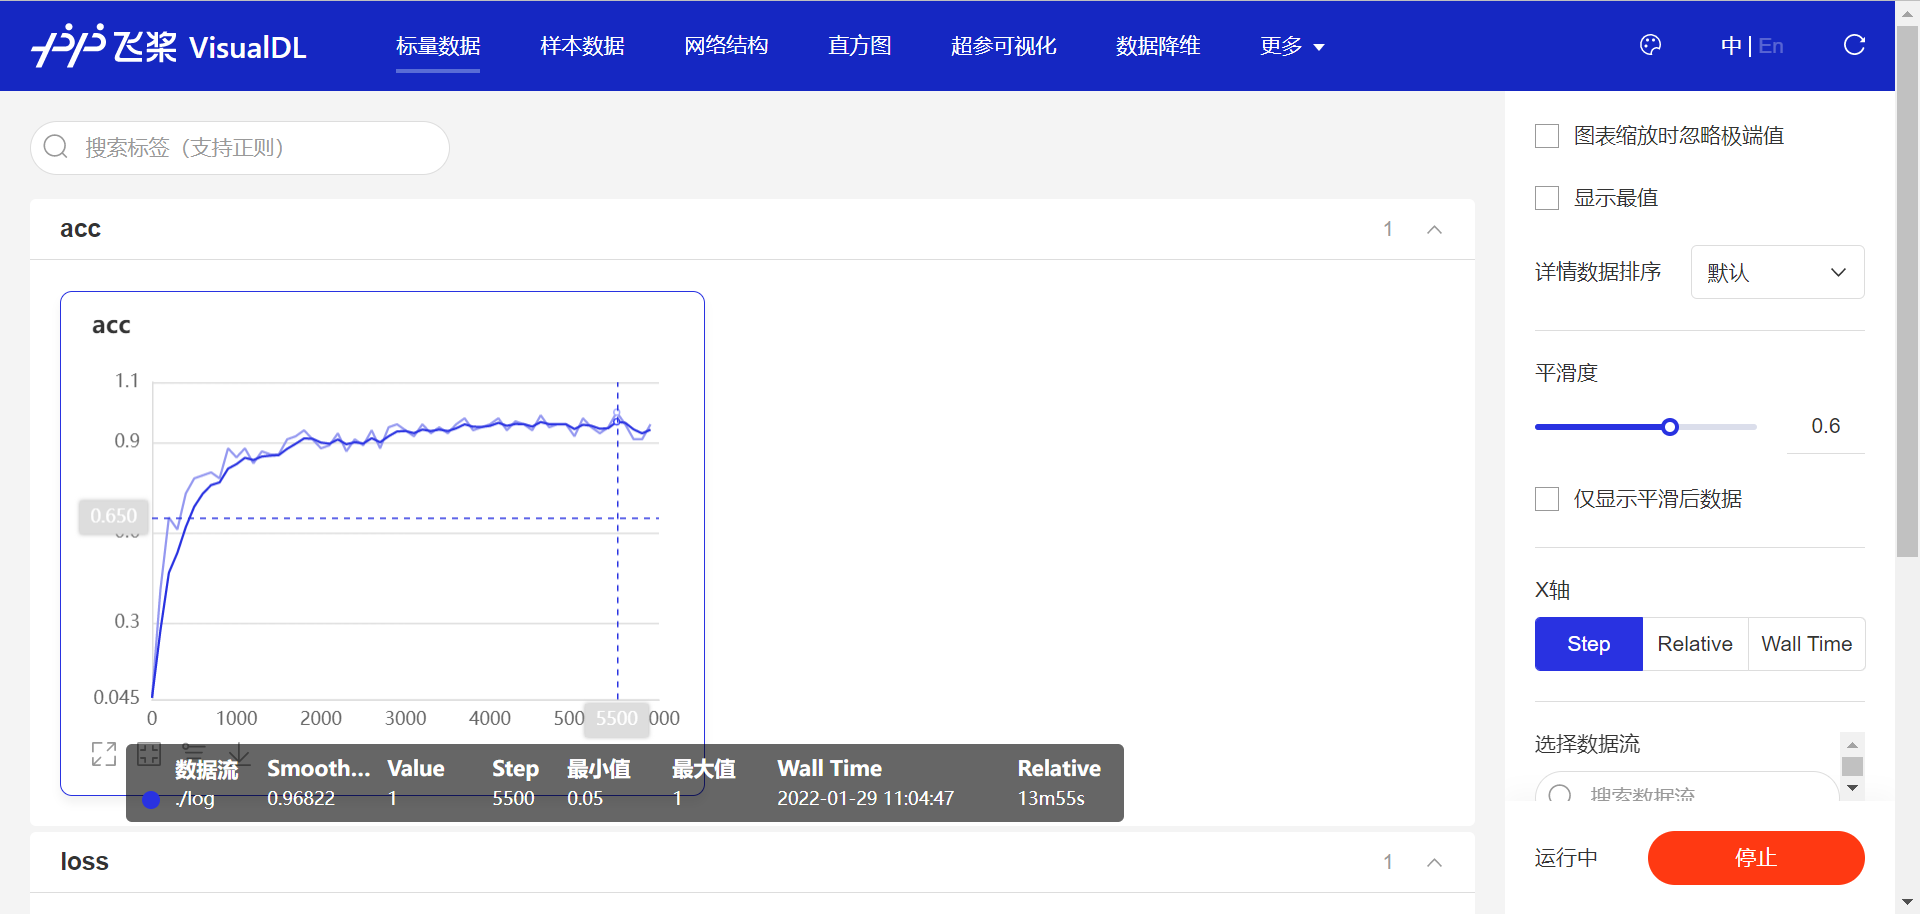 飞桨 VisualDL 标量数据 样本数据 网络结构 直方图 超参可视化 数据降维 更多 中 | En
搜索标签（支持正则）
acc 1
acc
1.1
0.9
0.650
0.6
0.3
0.045
0 1000 2000 3000 4000 500 5500 000
数据流 Smooth... Value Step 最小值 最大值 Wall Time Relative
./log 0.96822 1 5500 0.05 1 2022-01-29 11:04:47 13m55s
loss 1
图表缩放时忽略极端值
显示最值
详情数据排序 默认
平滑度
0.6
仅显示平滑后数据
X轴
Step Relative Wall Time
选择数据流
搜索数据流
运行中 停止